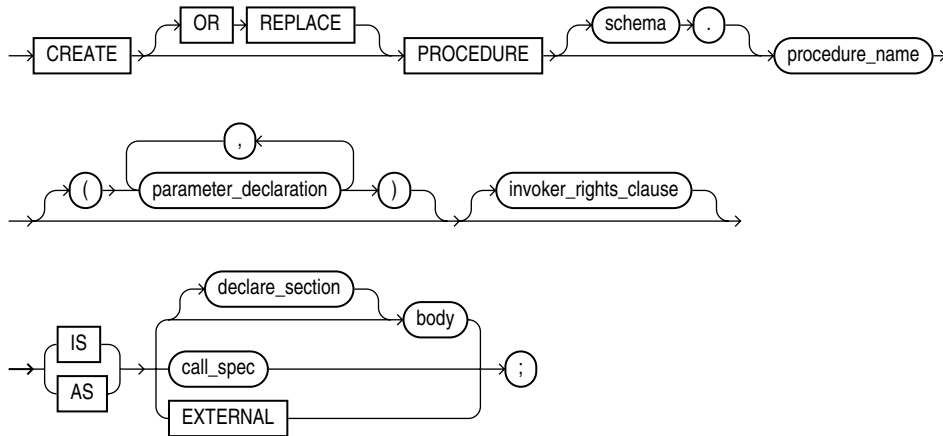 OR REPLACE schema .
CREATE PROCEDURE procedure_name
,
( parameter_declaration ) invoker_rights_clause
declare_section
IS body
call_spec ;
AS
EXTERNAL